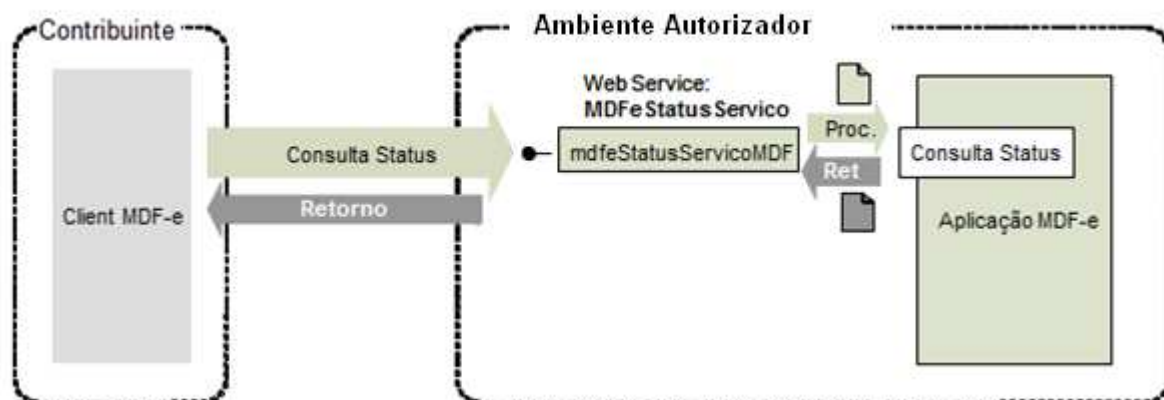 Contribuinte
Ambiente Autorizador
Web Service:
MDFeStatusServico
Proc.
Consulta Status
mdfeStatusServicoMDF
Consulta Status
Ret
Retorno
Client MDF-e
Aplicação MDF-e